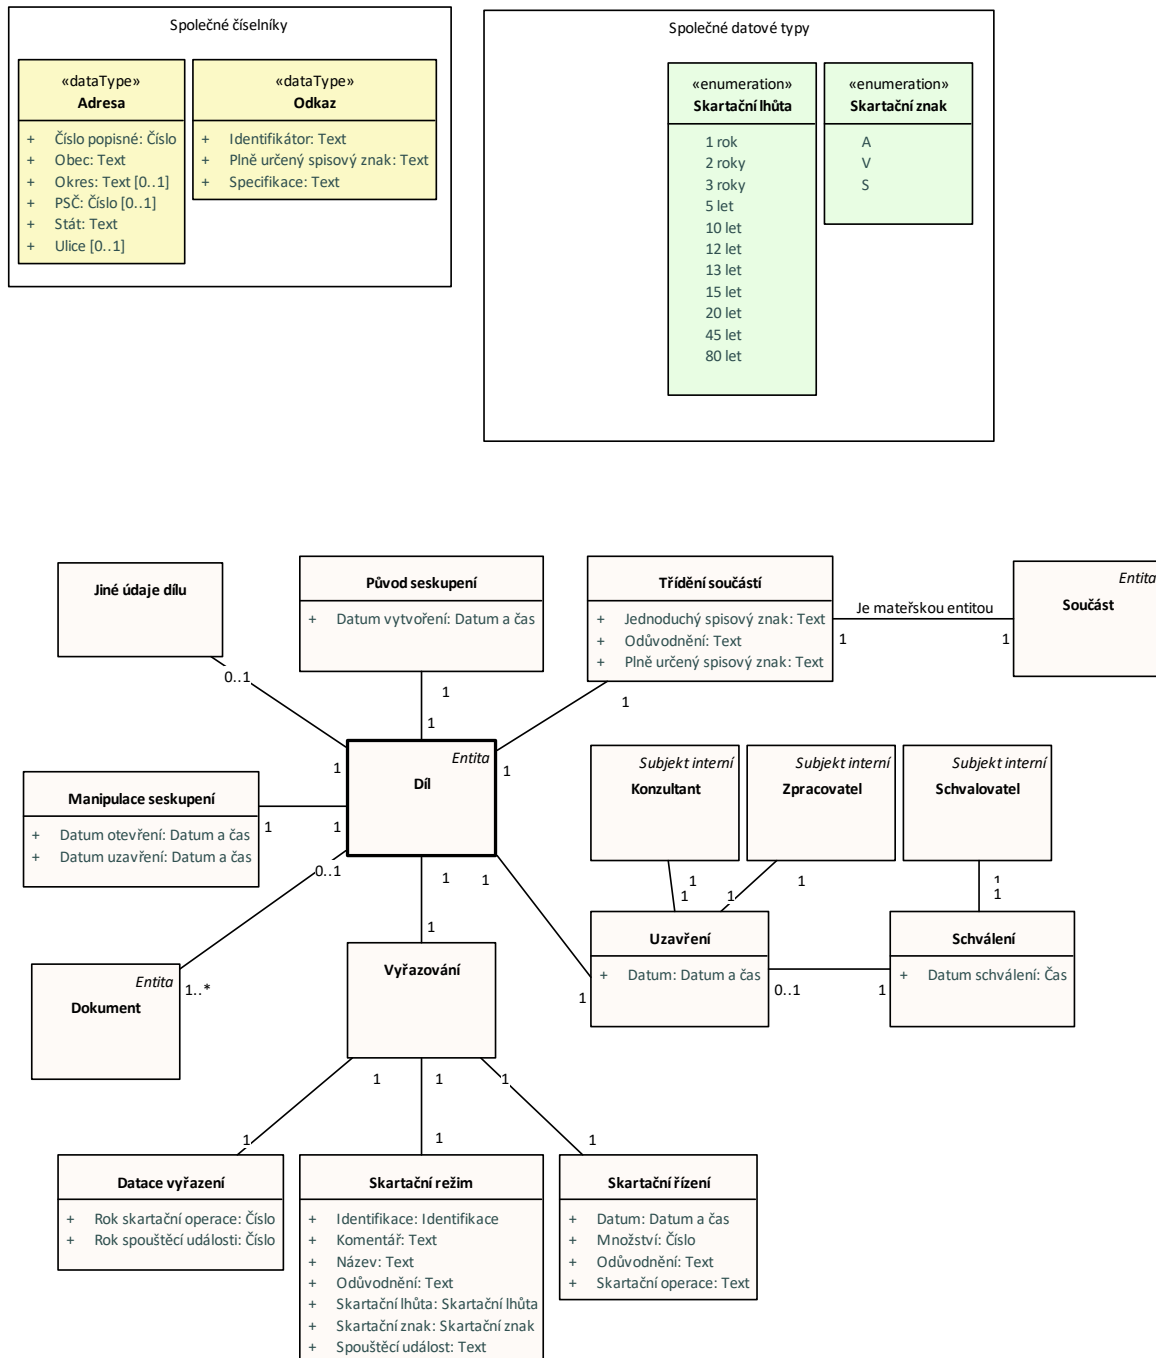 Společné číselníky
«dataType»
Adresa
+ Číslo popisné: Číslo
+ Obec: Text
+ Okres: Text [0..1]
+ PSČ: Číslo [0..1]
+ Stát: Text
+ Ulice [0..1]
«dataType»
Odkaz
+ Identifikátor: Text
+ Plně určený spisový znak: Text
+ Specifikace: Text
Společné datové typy
«enumeration»
Skartační lhůta
1 rok
2 roky
3 roky
5 let
10 let
12 let
13 let
15 let
20 let
45 let
80 let
«enumeration»
Skartační znak
A
V
S
Jiné údaje dílu
0..1
1
Původ seskupení
+ Datum vytvoření: Datum a čas
1
1
Třídění součástí
+ Jednoduchý spisový znak: Text
+ Odůvodnění: Text
+ Plně určený spisový znak: Text
1
1
Je mateřskou entitou
1
1
Entita
Součást
Entita
Díl
Manipulace seskupení
+ Datum otevření: Datum a čas
+ Datum uzavření: Datum a čas
1
1
0..1
1..*
Entita
Dokument
1
1
1
1
Subjekt interní
Konzultant
Subjekt interní
Zpracovatel
Subjekt interní
Schvalovatel
1
1
1
1
1
1
Uzavření
+ Datum: Datum a čas
0..1
1
Schválení
+ Datum schválení: Čas
Vyřazování
1
1
1
1
1
1
Datace vyřazení
+ Rok skartační operace: Číslo
+ Rok spouštěcí události: Číslo
Skartační režim
+ Identifikace: Identifikace
+ Komentář: Text
+ Název: Text
+ Odůvodnění: Text
+ Skartační lhůta: Skartační lhůta
+ Skartační znak: Skartační znak
+ Spouštěcí událost: Text
Skartační řízení
+ Datum: Datum a čas
+ Množství: Číslo
+ Odůvodnění: Text
+ Skartační operace: Text